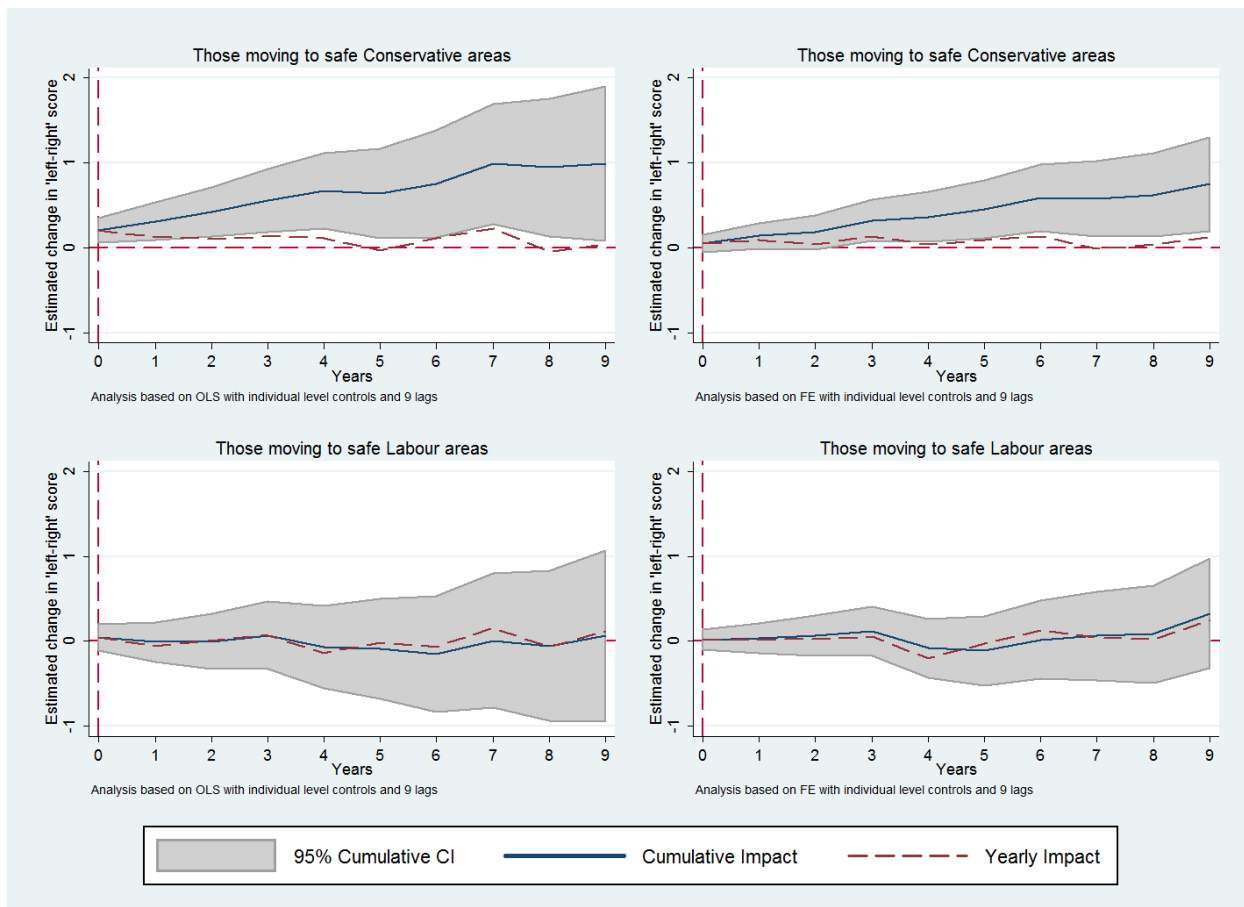 Those moving to safe Conservative areas
Estimated change in 'left-right' score
2
1
0
-1
0 1 2 3 4 5 6 7 8 9
Years
Analysis based on OLS with individual level controls and 9 lags
Those moving to safe Conservative areas
Estimated change in 'left-right' score
2
1
0
-1
0 1 2 3 4 5 6 7 8 9
Years
Analysis based on FE with individual level controls and 9 lags
Those moving to safe Labour areas
Estimated change in 'left-right' score
2
1
0
-1
0 1 2 3 4 5 6 7 8 9
Years
Analysis based on OLS with individual level controls and 9 lags
Those moving to safe Labour areas
Estimated change in 'left-right' score
2
1
0
-1
0 1 2 3 4 5 6 7 8 9
Years
Analysis based on FE with individual level controls and 9 lags
95% Cumulative CI Cumulative Impact Yearly Impact